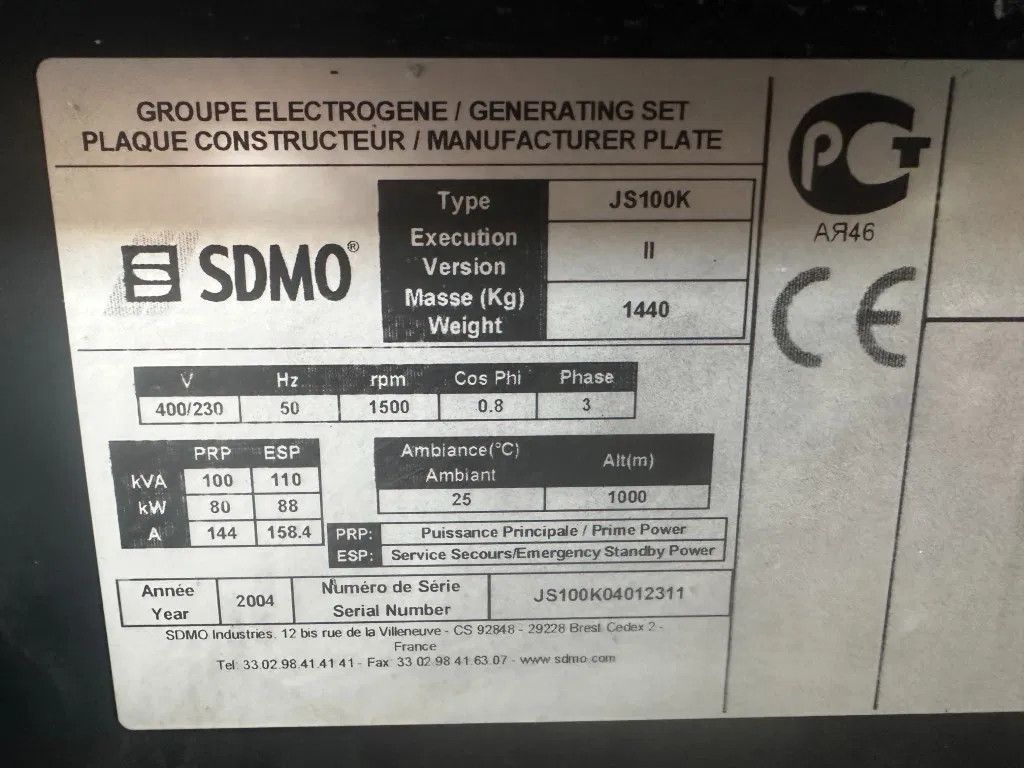 GROUPE ELECTROGENE / GENERATING SET
PLAQUE CONSTRUCTEUR / MANUFACTURER PLATE
SDMO®
Type JS100K
Execution
Version II
Masse (Kg)
Weight 1440
V Hz rpm Cos Phi Phase
400/230 50 1500 0.8 3
PRP ESP
kVA 100 110
kW 80 88
A 144 158.4
Ambiance(°C)
Ambiant Alt(m)
25 1000
PRP: Puissance Principale / Prime Power
ESP: Service Secours/Emergency Standby Power
Année
Year 2004
Numéro de Série
Serial Number JS100K04012311
SDMO Industries. 12 bis rue de la Villeneuve - CS 92848 - 29228 Brest Cedex 2 -
France
Tel: 33.02.98.41.41.41 - Fax 33.02.98.41.63.07 - www.sdmo.com
PCT
АЯ46
CE